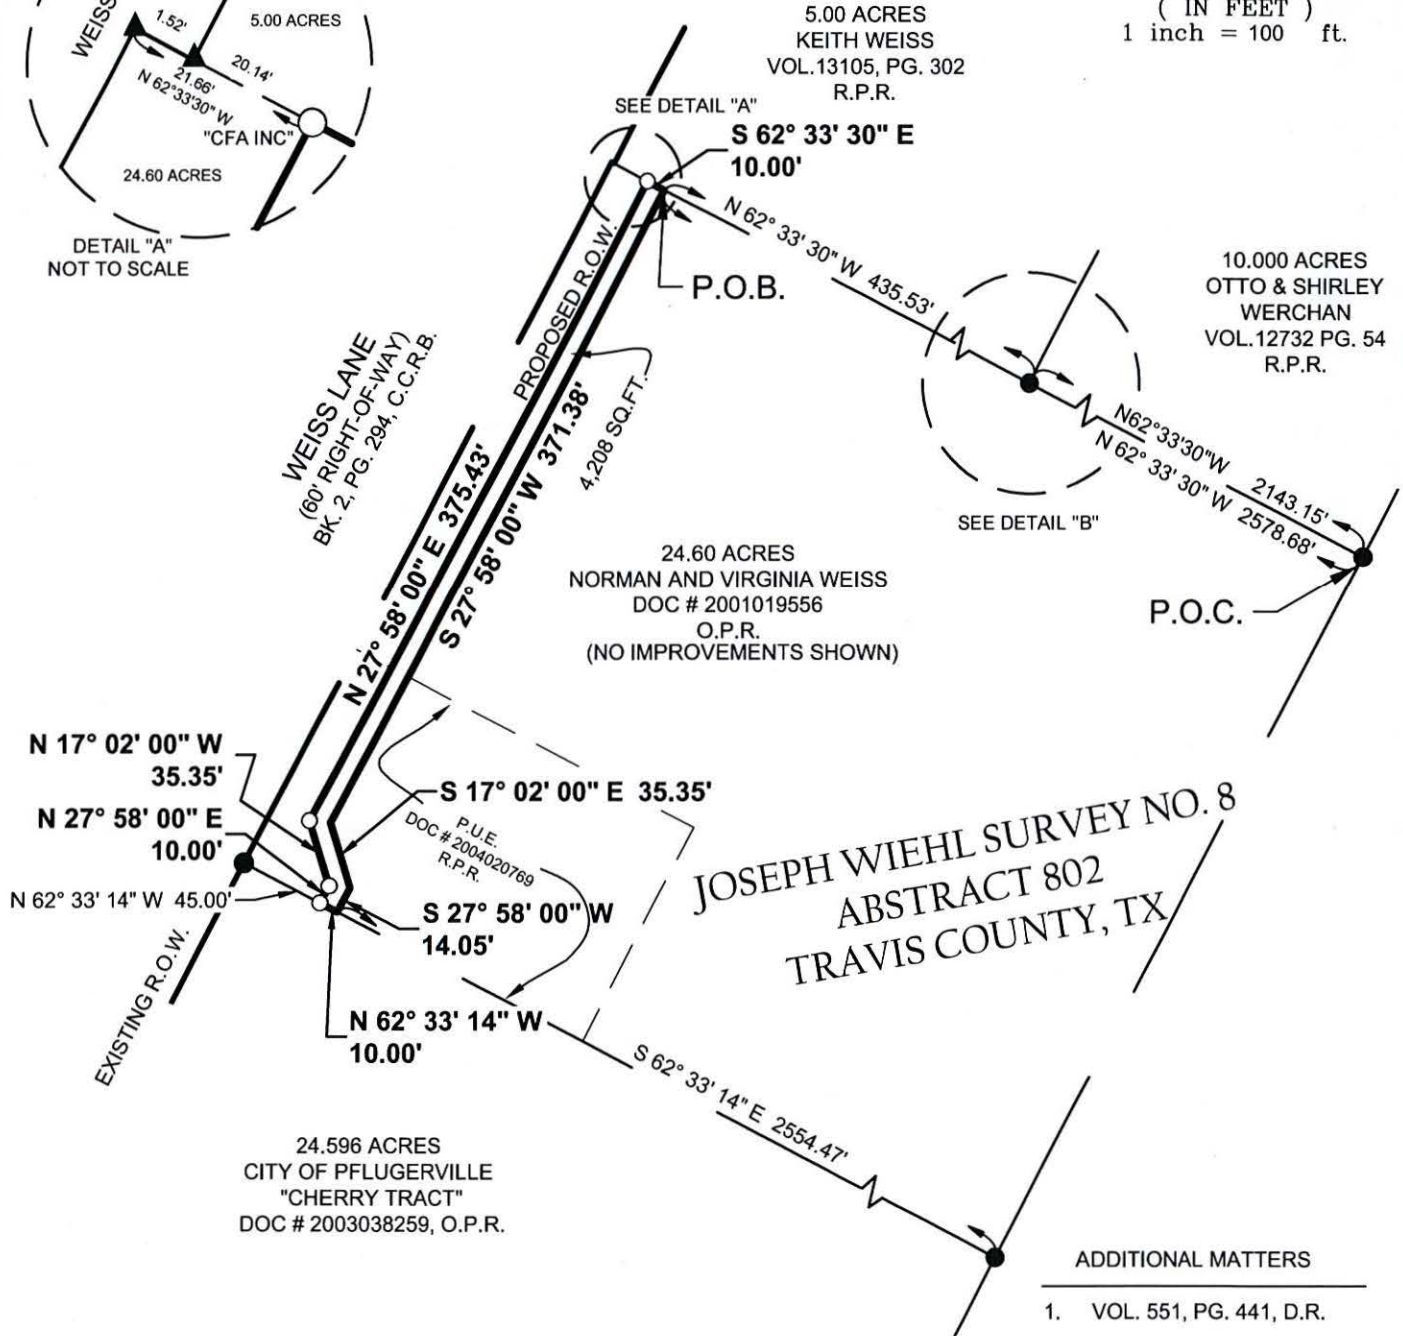 WEISS
1.52'
5.00 ACRES
20.14'
21.66'
N 62°33'30" W
"CFA INC"
24.60 ACRES
DETAIL "A"
NOT TO SCALE
5.00 ACRES
KEITH WEISS
VOL.13105, PG. 302
R.P.R.
( IN FEET )
1 inch = 100 ft.
SEE DETAIL "A"
S 62° 33' 30" E
10.00'
N 62° 33' 30" W 435.53'
P.O.B.
PROPOSED R.O.W.
10.000 ACRES
OTTO & SHIRLEY
WERCHAN
VOL.12732 PG. 54
R.P.R.
WEISS LANE
(60' RIGHT-OF-WAY)
BK. 2, PG. 294, C.C.R.B.
N 27° 58' 00" E 375.43'
S 27° 58' 00" W 371.38'
4,208 SQ.FT.
N62°33'30"W 2143.15'
N 62° 33' 30" W 2578.68'
SEE DETAIL "B"
P.O.C.
24.60 ACRES
NORMAN AND VIRGINIA WEISS
DOC # 2001019556
O.P.R.
(NO IMPROVEMENTS SHOWN)
N 17° 02' 00" W
35.35'
N 27° 58' 00" E
10.00'
N 62° 33' 14" W 45.00'
S 17° 02' 00" E 35.35'
P.U.E.
DOC # 2004020769
R.P.R.
S 27° 58' 00" W
14.05'
N 62° 33' 14" W
10.00'
EXISTING R.O.W.
JOSEPH WIEHL SURVEY NO. 8
ABSTRACT 802
TRAVIS COUNTY, TX
S 62° 33' 14" E 2554.47'
24.596 ACRES
CITY OF PFLUGERVILLE
"CHERRY TRACT"
DOC # 2003038259, O.P.R.
ADDITIONAL MATTERS
1. VOL. 551, PG. 441, D.R.